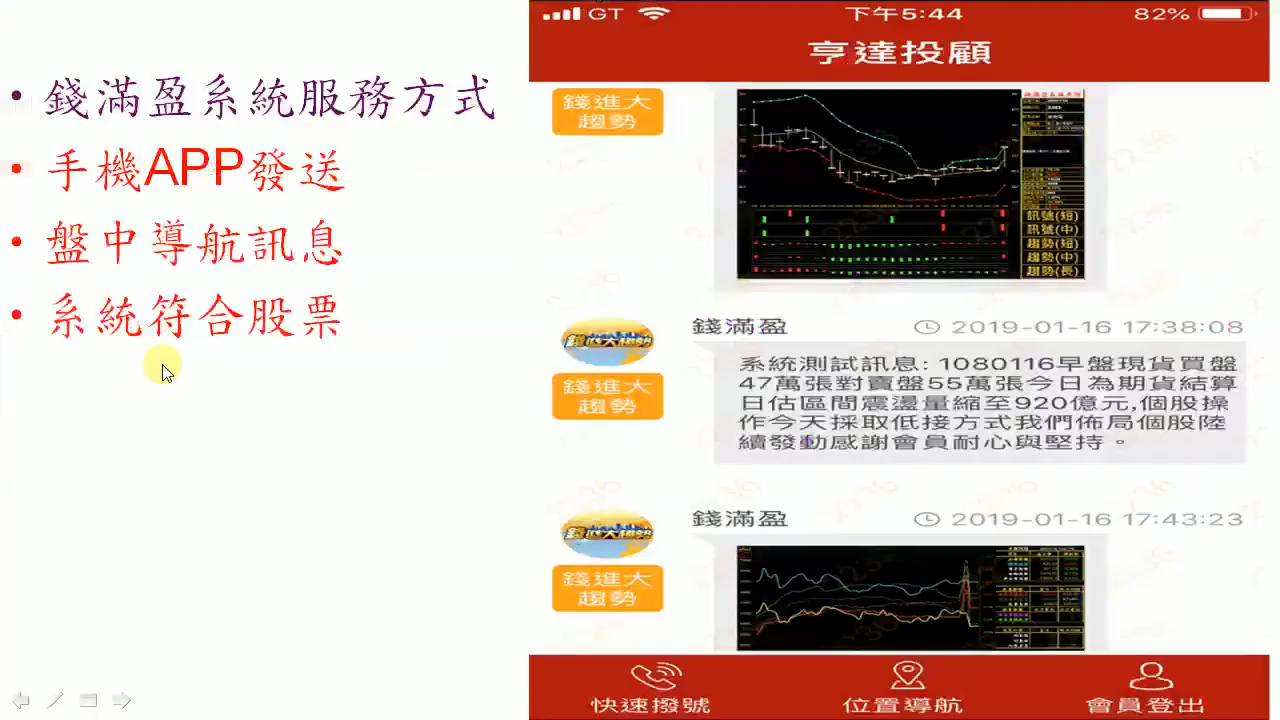 錢滿盈系統服務方式
手機APP發送
盤中導航訊息
系統符合股票
GT 下午5:44 82%
亨達投顧
錢進大
趨勢
訊號(短)
訊號(中)
趨勢(短)
趨勢(中)
趨勢(長)
錢滿盈 2019-01-16 17:38:08
錢進大
趨勢
系統測試訊息: 1080116早盤現貨買盤
47萬張對賣盤55萬張今日為期貨結算
日估區間震盪量縮至920億元,個股操
作今天採取低接方式我們佈局個股陸
續發動感謝會員耐心與堅持。
錢滿盈 2019-01-16 17:43:23
錢進大
趨勢
快速撥號 位置導航 會員登出